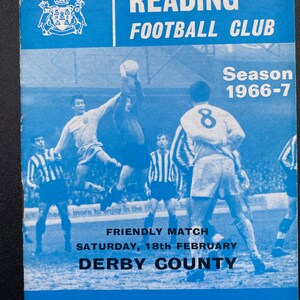 READING
FOOTBALL CLUB
Season
1966-7
8
FRIENDLY MATCH
SATURDAY, 18th FEBRUARY
DERBY COUNTY